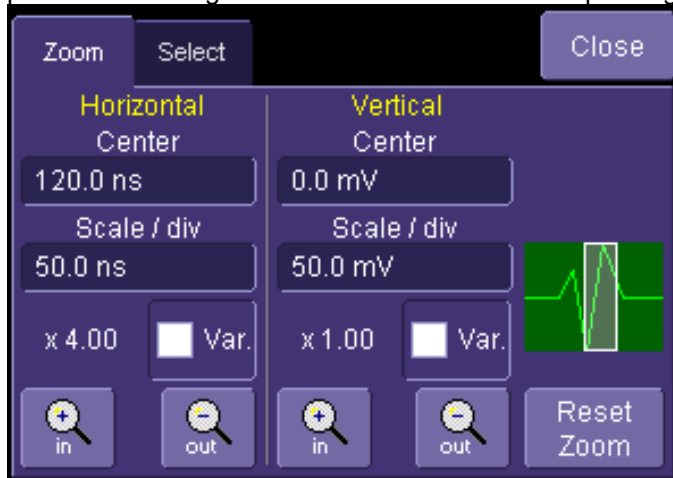 Zoom
Select
Close
Horizontal
Center
120.0 ns
Scale / div
50.0 ns
x 4.00
Var.
in
out
Vertical
Center
0.0 mV
Scale / div
50.0 mV
x 1.00
Var.
in
out
Reset
Zoom